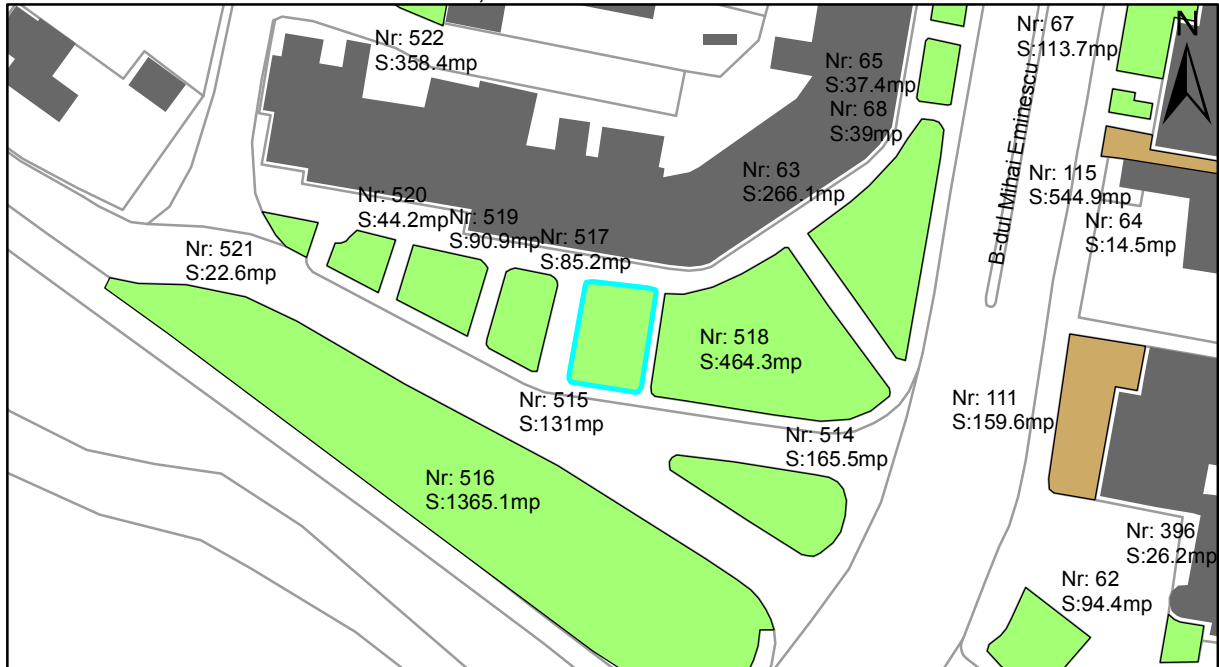 Nr: 522
S:358.4mp
Nr: 67
S:113.7mp
N
Nr: 65
S:37.4mp
Nr: 68
S:39mp
B-dul Mihai Eminescu
Nr: 63
S:266.1mp
Nr: 115
S:544.9mp
Nr: 64
S:14.5mp
Nr: 520
S:44.2mp
Nr: 519
S:90.9mp
Nr: 517
S:85.2mp
Nr: 521
S:22.6mp
Nr: 518
S:464.3mp
Nr: 515
S:131mp
Nr: 111
S:159.6mp
Nr: 514
S:165.5mp
Nr: 516
S:1365.1mp
Nr: 396
S:26.2mp
Nr: 62
S:94.4mp